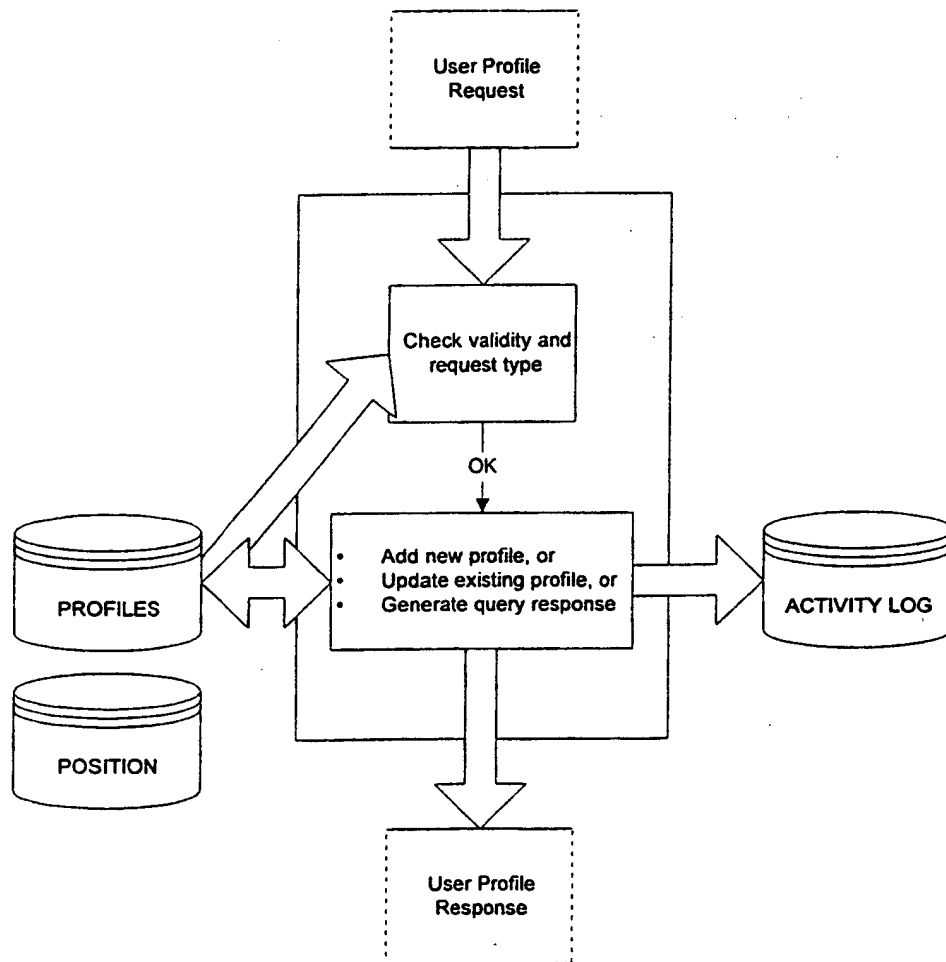 User Profile
Request
Check validity and
request type
OK
PROFILES
• Add new profile, or
• Update existing profile, or
• Generate query response
ACTIVITY LOG
POSITION
User Profile
Response